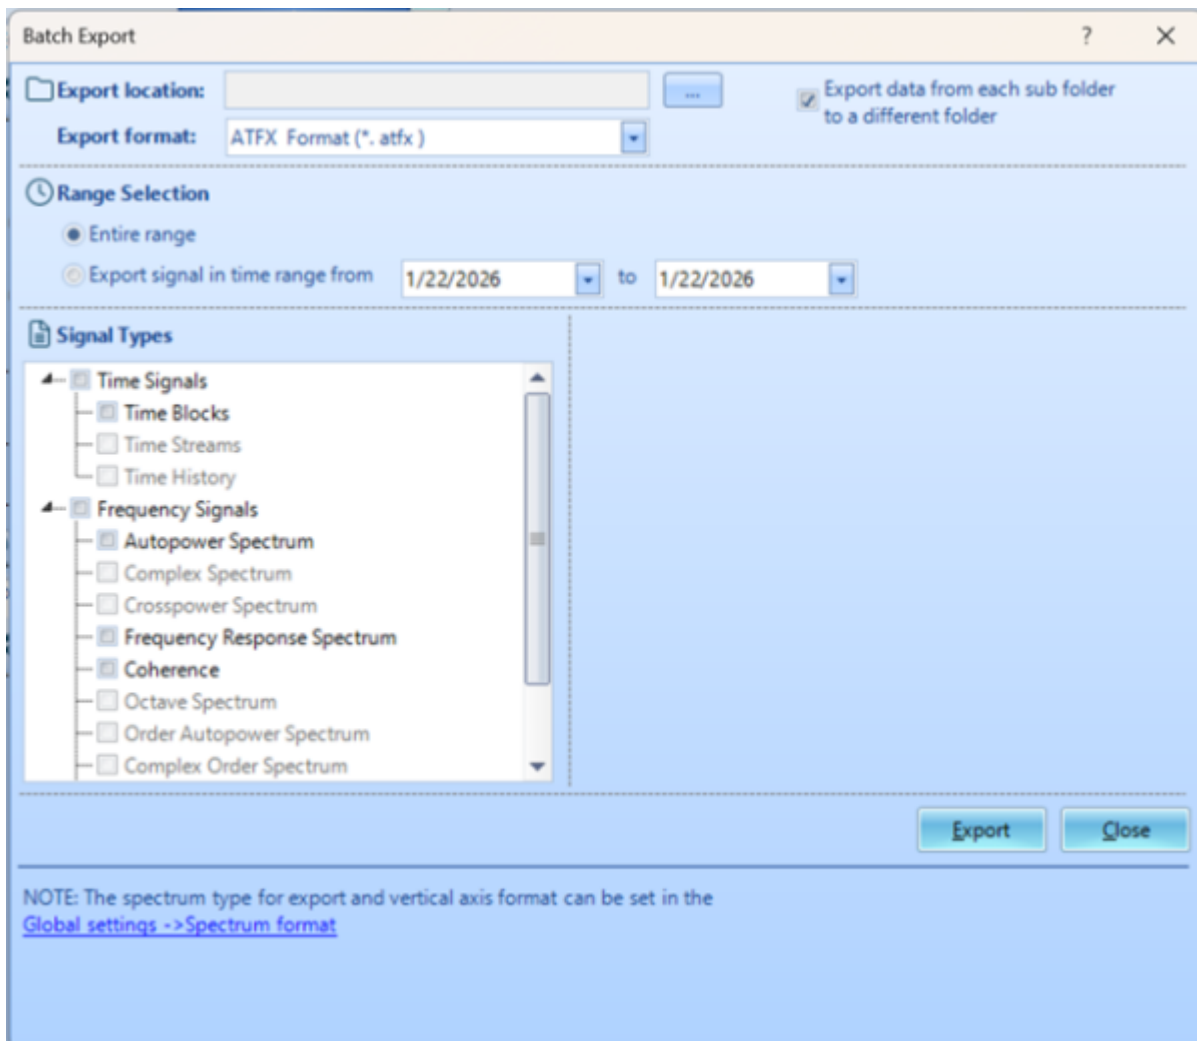 Batch Export
?
Export location:
...
Export data from each sub folder
to a different folder
Export format:
ATFX Format (*. atfx )
Range Selection
Entire range
Export signal in time range from
1/22/2026
to
1/22/2026
Signal Types
Time Signals
Time Blocks
Time Streams
Time History
Frequency Signals
Autopower Spectrum
Complex Spectrum
Crosspower Spectrum
Frequency Response Spectrum
Coherence
Octave Spectrum
Order Autopower Spectrum
Complex Order Spectrum
Export
Close
NOTE: The spectrum type for export and vertical axis format can be set in the
Global settings ->Spectrum format